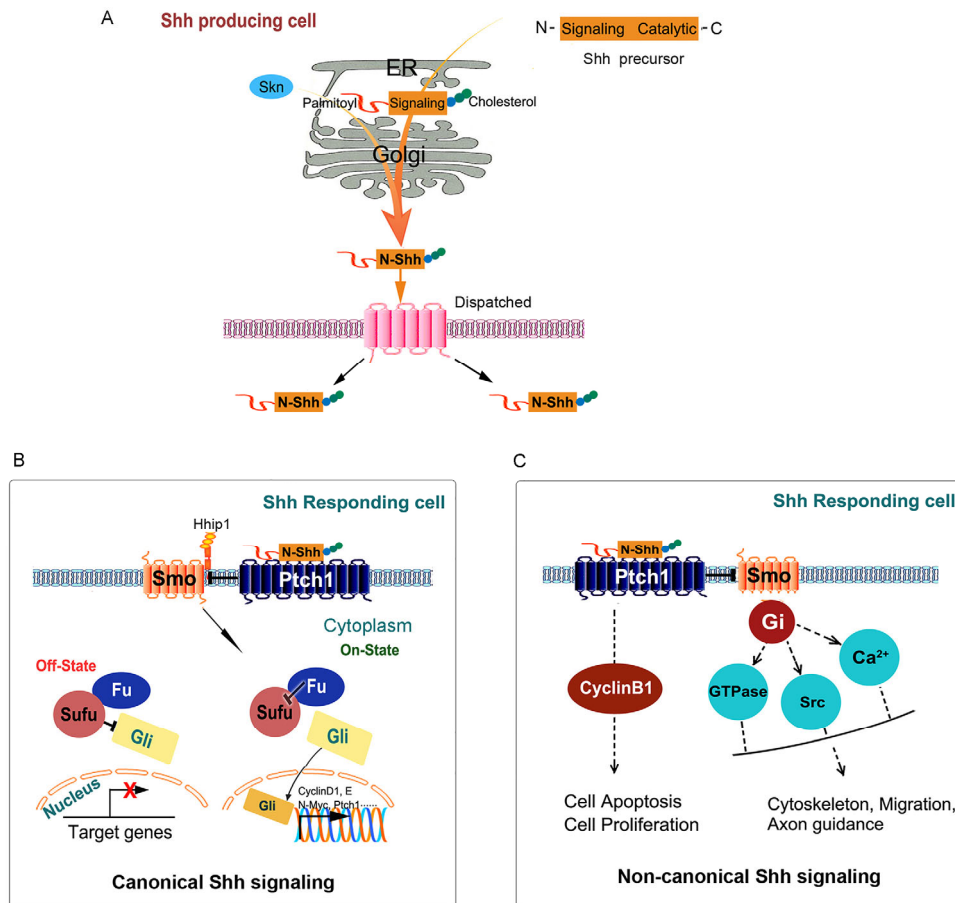 A
Shh producing cell
N- Signaling Catalytic -C
Shh precursor
ER
Skn
Palmitoyl Signaling Cholesterol
Golgi
N-Shh
Dispatched
N-Shh
N-Shh
B
Shh Responding cell
Hhip1
N-Shh
Smo
Ptch1
Cytoplasm
Off-State
On-State
Fu
Sufu
Gli
Fu
Sufu
Gli
Nucleus
X
Target genes
Gli
CyclinD1, E
N-Myc, Ptch1······
Canonical Shh signaling
C
Shh Responding cell
N-Shh
Ptch1
Smo
Gi
Ca²⁺
CyclinB1
GTPase
Src
Cell Apoptosis
Cell Proliferation
Cytoskeleton, Migration,
Axon guidance
Non-canonical Shh signaling